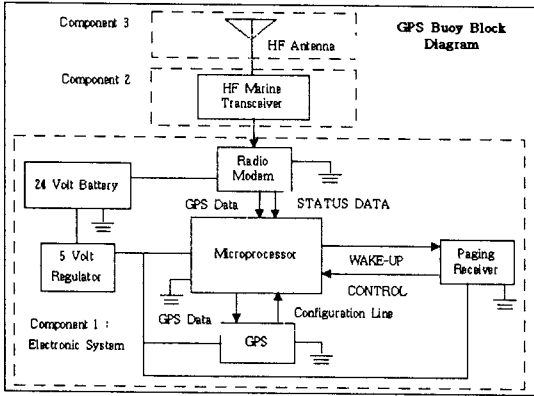 Component 3
GPS Buoy Block
Diagram
HF Antenna
Component 2
HF Marine
Transceiver
Radio
Modem
24 Volt Battery
GPS Data
STATUS DATA
5 Volt
Regulator
Microprocessor
WAKE-UP
CONTROL
Paging
Receiver
GPS Data
Configuration Line
Component 1 :
Electronic System
GPS